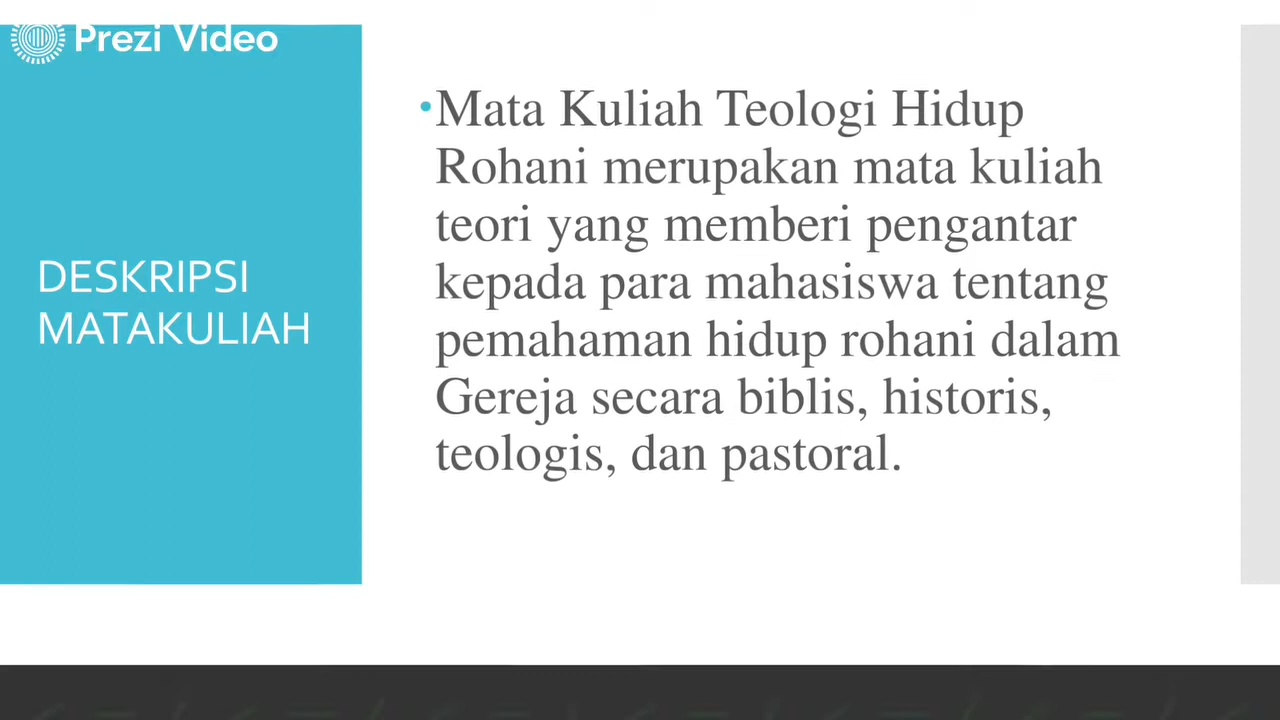 Prezi Video
DESKRIPSI
MATAKULIAH
•Mata Kuliah Teologi Hidup
Rohani merupakan mata kuliah
teori yang memberi pengantar
kepada para mahasiswa tentang
pemahaman hidup rohani dalam
Gereja secara biblis, historis,
teologis, dan pastoral.